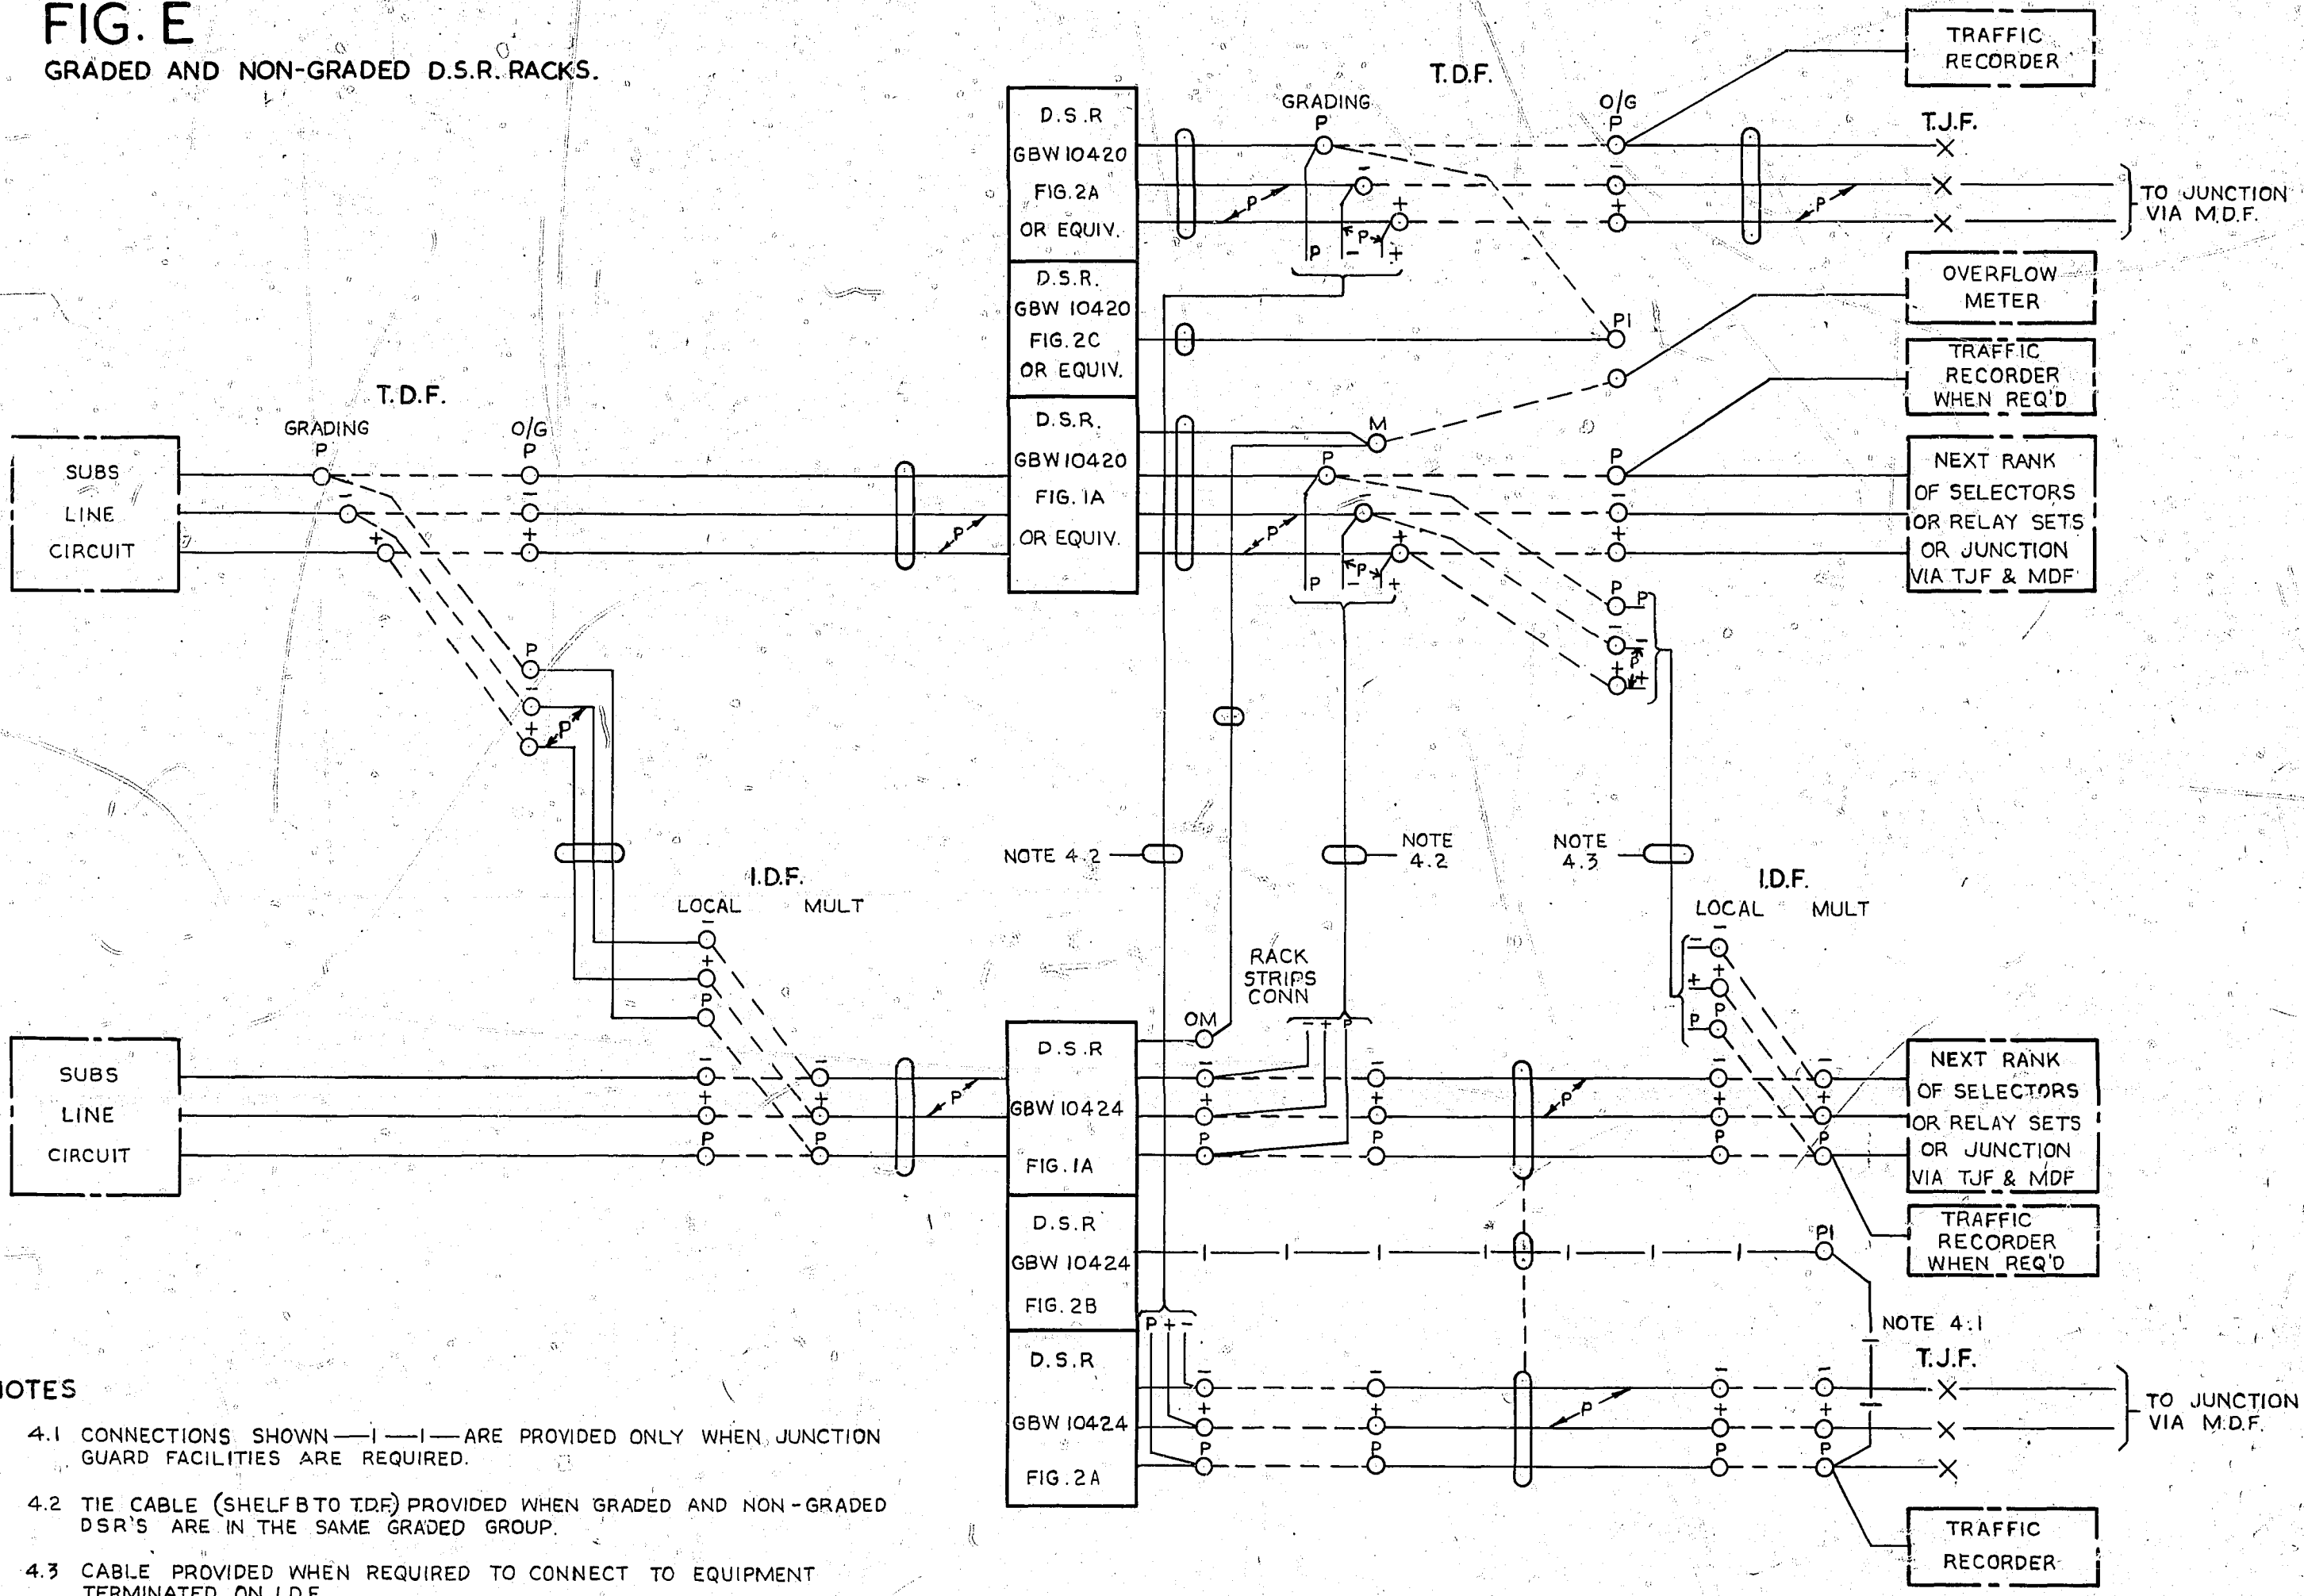 FIG. E
GRADED AND NON-GRADED D.S.R. RACKS.
T.D.F.
GRADING
O/G
P
P
-
-
+
+
P1
M
P
P
-
-
+
+
P
-
+
P
-
+
P
P
P
P
P
-
+
P
-
+
P
P
-
+
P
P
D.S.R
GBW 10420
FIG. 2A
OR EQUIV.
D.S.R.
GBW 10420
FIG. 2C
OR EQUIV.
D.S.R.
GBW 10420
FIG. 1A
OR EQUIV.
TRAFFIC
RECORDER
T.J.F.
TO JUNCTION
VIA M.D.F.
OVERFLOW
METER
TRAFFIC
RECORDER
WHEN REQ'D
NEXT RANK
OF SELECTORS
OR RELAY SETS
OR JUNCTION
VIA TJF & MDF
T.D.F.
GRADING
O/G
P
P
-
-
+
+
P
-
+
P
P
SUBS
LINE
CIRCUIT
NOTE 4.2
NOTE
4.2
NOTE
4.3
I.D.F.
LOCAL MULT
-
+
P
-
-
+
+
P
P
P
SUBS
LINE
CIRCUIT
RACK
STRIPS
CONN
- + P
OM
-
-
+
+
P
P
P
D.S.R
GBW 10424
FIG. 1A
D.S.R
GBW 10424
FIG. 2B
D.S.R
GBW 10424
FIG. 2A
P + -
-
-
+
+
P
P
P
I.D.F.
LOCAL MULT
-
-
+
+
P
P
-
-
+
+
P
P
P1
NOTE 4.1
-
-
+
+
P
P
NEXT RANK
OF SELECTORS
OR RELAY SETS
OR JUNCTION
VIA TJF & MDF
TRAFFIC
RECORDER
WHEN REQ'D
T.J.F.
TO JUNCTION
VIA M.D.F.
TRAFFIC
RECORDER
NOTES
4.1 CONNECTIONS SHOWN —I—I— ARE PROVIDED ONLY WHEN JUNCTION
GUARD FACILITIES ARE REQUIRED.
4.2 TIE CABLE (SHELF B TO T.D.F.) PROVIDED WHEN GRADED AND NON-GRADED
DSR'S ARE IN THE SAME GRADED GROUP.
4.3 CABLE PROVIDED WHEN REQUIRED TO CONNECT TO EQUIPMENT
TERMINATED ON I.D.F.